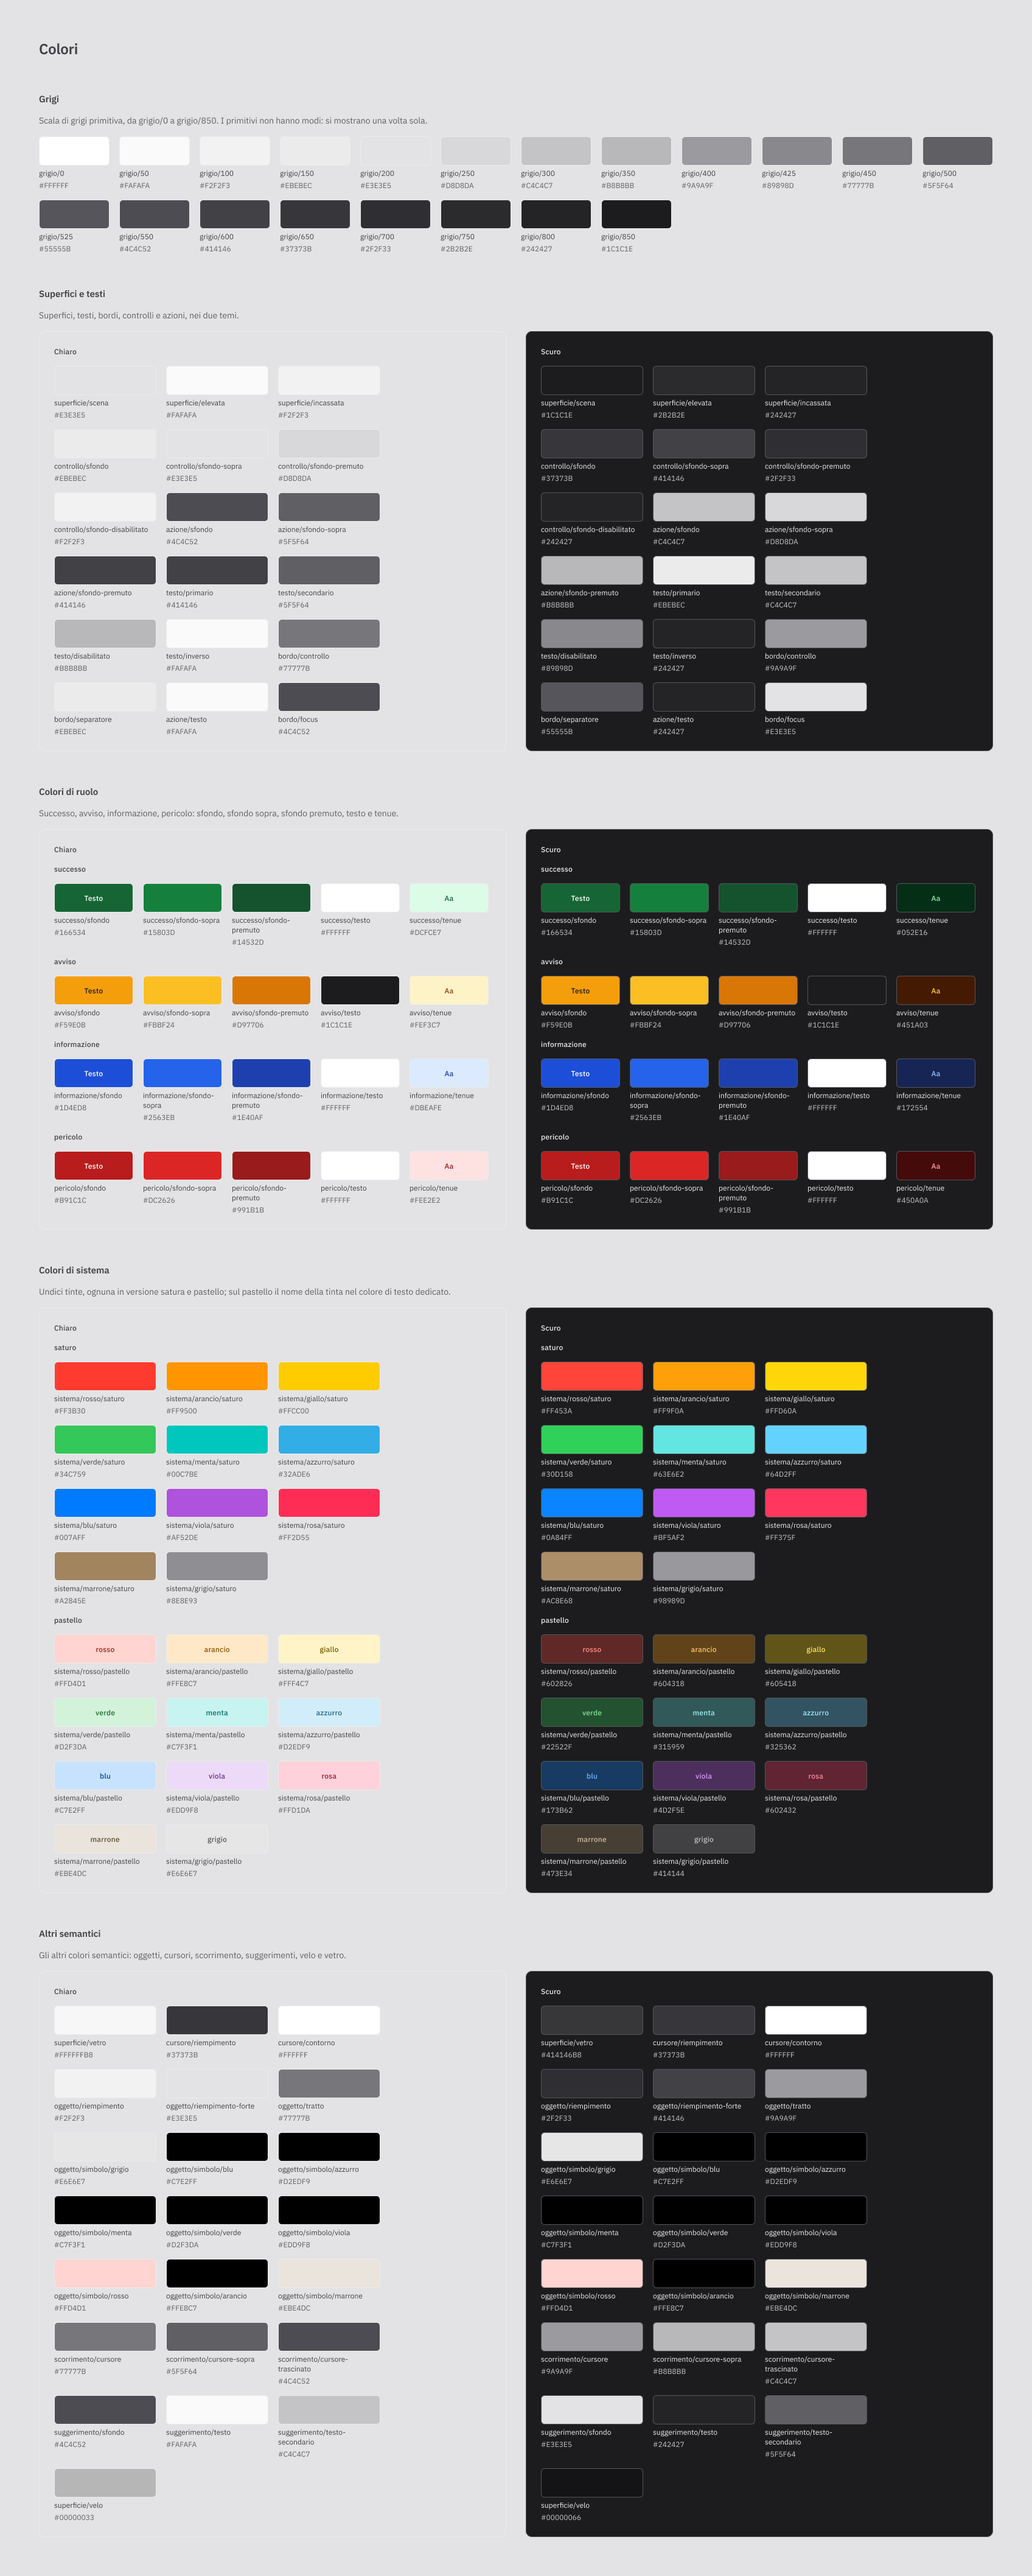 Colori
Grigi
Scala di grigi primitiva, da grigio/0 a grigio/850. I primitivi non hanno modi: si mostrano una volta sola.
grigio/0 grigio/50 grigio/100 grigio/150 grigio/200 grigio/250 grigio/300 grigio/350 grigio/400 grigio/425 grigio/450 grigio/500
#FFFFFF #FAFAFA #F2F2F3 #EBEBEC #E3E3E5 #D8D8DA #C4C4C7 #B8B8BB #9A9A9F #89898D #77777B #5F5F64
grigio/525 grigio/550 grigio/600 grigio/650 grigio/700 grigio/750 grigio/800 grigio/850
#55555B #4C4C52 #414146 #37373B #2F2F33 #2B2B2E #242427 #1C1C1E
Superfici e testi
Superfici, testi, bordi, controlli e azioni, nei due temi.
Chiaro
superficie/scena superficie/elevata superficie/incassata
#E3E3E5 #FAFAFA #F2F2F3
controllo/sfondo controllo/sfondo-sopra controllo/sfondo-premuto
#EBEBEC #E3E3E5 #D8D8DA
controllo/sfondo-disabilitato azione/sfondo azione/sfondo-sopra
#F2F2F3 #4C4C52 #5F5F64
azione/sfondo-premuto testo/primario testo/secondario
#414146 #414146 #5F5F64
testo/disabilitato testo/inverso bordo/controllo
#B8B8BB #FAFAFA #77777B
bordo/separatore azione/testo bordo/focus
#EBEBEC #FAFAFA #4C4C52
Scuro
superficie/scena superficie/elevata superficie/incassata
#1C1C1E #2B2B2E #242427
controllo/sfondo controllo/sfondo-sopra controllo/sfondo-premuto
#37373B #414146 #2F2F33
controllo/sfondo-disabilitato azione/sfondo azione/sfondo-sopra
#242427 #C4C4C7 #D8D8DA
azione/sfondo-premuto testo/primario testo/secondario
#B8B8BB #EBEBEC #C4C4C7
testo/disabilitato testo/inverso bordo/controllo
#89898D #242427 #9A9A9F
bordo/separatore azione/testo bordo/focus
#55555B #242427 #E3E3E5
Colori di ruolo
Successo, avviso, informazione, pericolo: sfondo, sfondo sopra, sfondo premuto, testo e tenue.
Chiaro
successo
Testo Aa
successo/sfondo successo/sfondo-sopra successo/sfondo-premuto successo/testo successo/tenue
#166534 #15803D #14532D #FFFFFF #DCFCE7
avviso
Testo Aa
avviso/sfondo avviso/sfondo-sopra avviso/sfondo-premuto avviso/testo avviso/tenue
#F59E0B #FBBF24 #D97706 #1C1C1E #FEF3C7
informazione
Testo Aa
informazione/sfondo informazione/sfondo-sopra informazione/sfondo-premuto informazione/testo informazione/tenue
#1D4ED8 #2563EB #1E40AF #FFFFFF #DBEAFE
pericolo
Testo Aa
pericolo/sfondo pericolo/sfondo-sopra pericolo/sfondo-premuto pericolo/testo pericolo/tenue
#B91C1C #DC2626 #991B1B #FFFFFF #FEE2E2
Scuro
successo
Testo Aa
successo/sfondo successo/sfondo-sopra successo/sfondo-premuto successo/testo successo/tenue
#166534 #15803D #14532D #FFFFFF #052E16
avviso
Testo Aa
avviso/sfondo avviso/sfondo-sopra avviso/sfondo-premuto avviso/testo avviso/tenue
#F59E0B #FBBF24 #D97706 #1C1C1E #451A03
informazione
Testo Aa
informazione/sfondo informazione/sfondo-sopra informazione/sfondo-premuto informazione/testo informazione/tenue
#1D4ED8 #2563EB #1E40AF #FFFFFF #172554
pericolo
Testo Aa
pericolo/sfondo pericolo/sfondo-sopra pericolo/sfondo-premuto pericolo/testo pericolo/tenue
#B91C1C #DC2626 #991B1B #FFFFFF #450A0A
Colori di sistema
Undici tinte, ognuna in versione satura e pastello; sul pastello il nome della tinta nel colore di testo dedicato.
Chiaro
saturo
sistema/rosso/saturo sistema/arancio/saturo sistema/giallo/saturo
#FF3B30 #FF9500 #FFCC00
sistema/verde/saturo sistema/menta/saturo sistema/azzurro/saturo
#34C759 #00C7BE #32ADE6
sistema/blu/saturo sistema/viola/saturo sistema/rosa/saturo
#007AFF #AF52DE #FF2D55
sistema/marrone/saturo sistema/grigio/saturo
#A2845E #8E8E93
pastello
rosso arancio giallo
sistema/rosso/pastello sistema/arancio/pastello sistema/giallo/pastello
#FFD4D1 #FFE8C7 #FFF4C7
verde menta azzurro
sistema/verde/pastello sistema/menta/pastello sistema/azzurro/pastello
#D2F3DA #C7F3F1 #D2EDF9
blu viola rosa
sistema/blu/pastello sistema/viola/pastello sistema/rosa/pastello
#C7E2FF #EDD9F8 #FFD1DA
marrone grigio
sistema/marrone/pastello sistema/grigio/pastello
#EBE4DC #E6E6E7
Scuro
saturo
sistema/rosso/saturo sistema/arancio/saturo sistema/giallo/saturo
#FF453A #FF9F0A #FFD60A
sistema/verde/saturo sistema/menta/saturo sistema/azzurro/saturo
#30D158 #63E6E2 #64D2FF
sistema/blu/saturo sistema/viola/saturo sistema/rosa/saturo
#0A84FF #BF5AF2 #FF375F
sistema/marrone/saturo sistema/grigio/saturo
#AC8E68 #98989D
pastello
rosso arancio giallo
sistema/rosso/pastello sistema/arancio/pastello sistema/giallo/pastello
#602826 #604318 #605418
verde menta azzurro
sistema/verde/pastello sistema/menta/pastello sistema/azzurro/pastello
#22522F #315959 #325362
blu viola rosa
sistema/blu/pastello sistema/viola/pastello sistema/rosa/pastello
#173B62 #4D2F5E #602432
marrone grigio
sistema/marrone/pastello sistema/grigio/pastello
#473E34 #414144
Altri semantici
Gli altri colori semantici: oggetti, cursori, scorrimento, suggerimenti, velo e vetro.
Chiaro
superficie/vetro cursore/riempimento cursore/contorno
#FFFFFFB8 #37373B #FFFFFF
oggetto/riempimento oggetto/riempimento-forte oggetto/tratto
#F2F2F3 #E3E3E5 #77777B
oggetto/simbolo/grigio oggetto/simbolo/blu oggetto/simbolo/azzurro
#E6E6E7 #C7E2FF #D2EDF9
oggetto/simbolo/menta oggetto/simbolo/verde oggetto/simbolo/viola
#C7F3F1 #D2F3DA #EDD9F8
oggetto/simbolo/rosso oggetto/simbolo/arancio oggetto/simbolo/marrone
#FFD4D1 #FFE8C7 #EBE4DC
scorrimento/cursore scorrimento/cursore-sopra scorrimento/cursore-trascinato
#77777B #5F5F64 #4C4C52
suggerimento/sfondo suggerimento/testo suggerimento/testo-secondario
#4C4C52 #FAFAFA #C4C4C7
superficie/velo
#00000033
Scuro
superficie/vetro cursore/riempimento cursore/contorno
#414146B8 #37373B #FFFFFF
oggetto/riempimento oggetto/riempimento-forte oggetto/tratto
#2F2F33 #414146 #9A9A9F
oggetto/simbolo/grigio oggetto/simbolo/blu oggetto/simbolo/azzurro
#E6E6E7 #C7E2FF #D2EDF9
oggetto/simbolo/menta oggetto/simbolo/verde oggetto/simbolo/viola
#C7F3F1 #D2F3DA #EDD9F8
oggetto/simbolo/rosso oggetto/simbolo/arancio oggetto/simbolo/marrone
#FFD4D1 #FFE8C7 #EBE4DC
scorrimento/cursore scorrimento/cursore-sopra scorrimento/cursore-trascinato
#9A9A9F #B8B8BB #C4C4C7
suggerimento/sfondo suggerimento/testo suggerimento/testo-secondario
#E3E3E5 #242427 #5F5F64
superficie/velo
#00000066